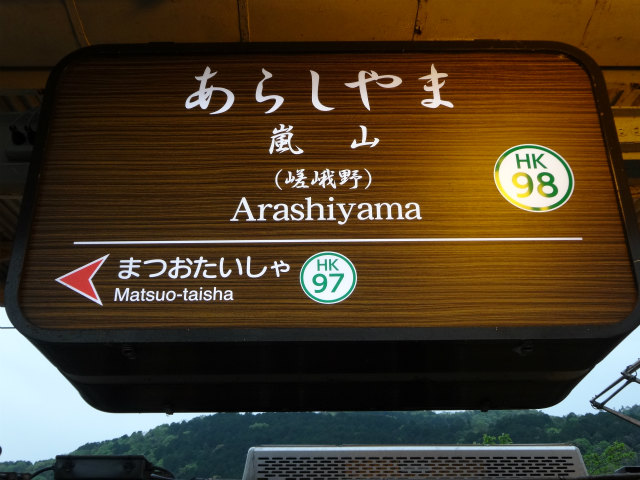 あらしやま
嵐山
(嵯峨野)
Arashiyama
HK
98
まつおたいしゃ
Matsuo-taisha
HK
97